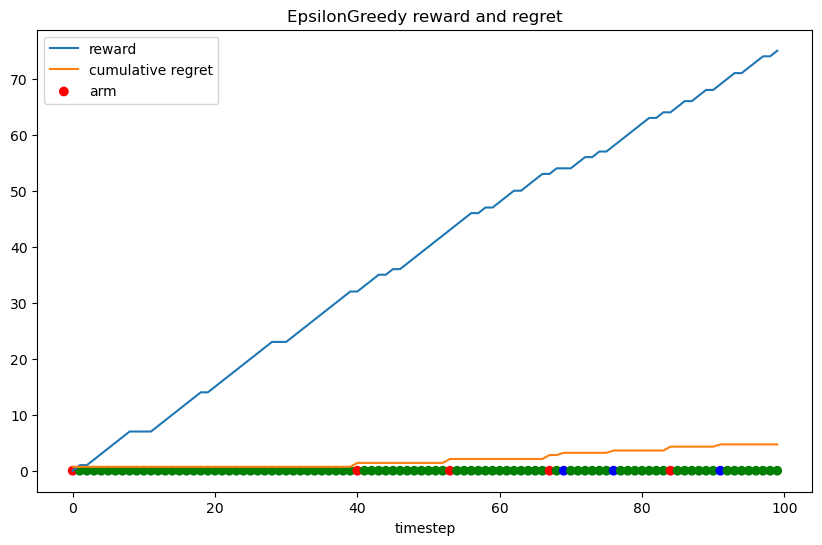 EpsilonGreedy reward and regret
reward
cumulative regret
arm
70
60
50
40
30
20
10
0
0 20 40 60 80 100
timestep